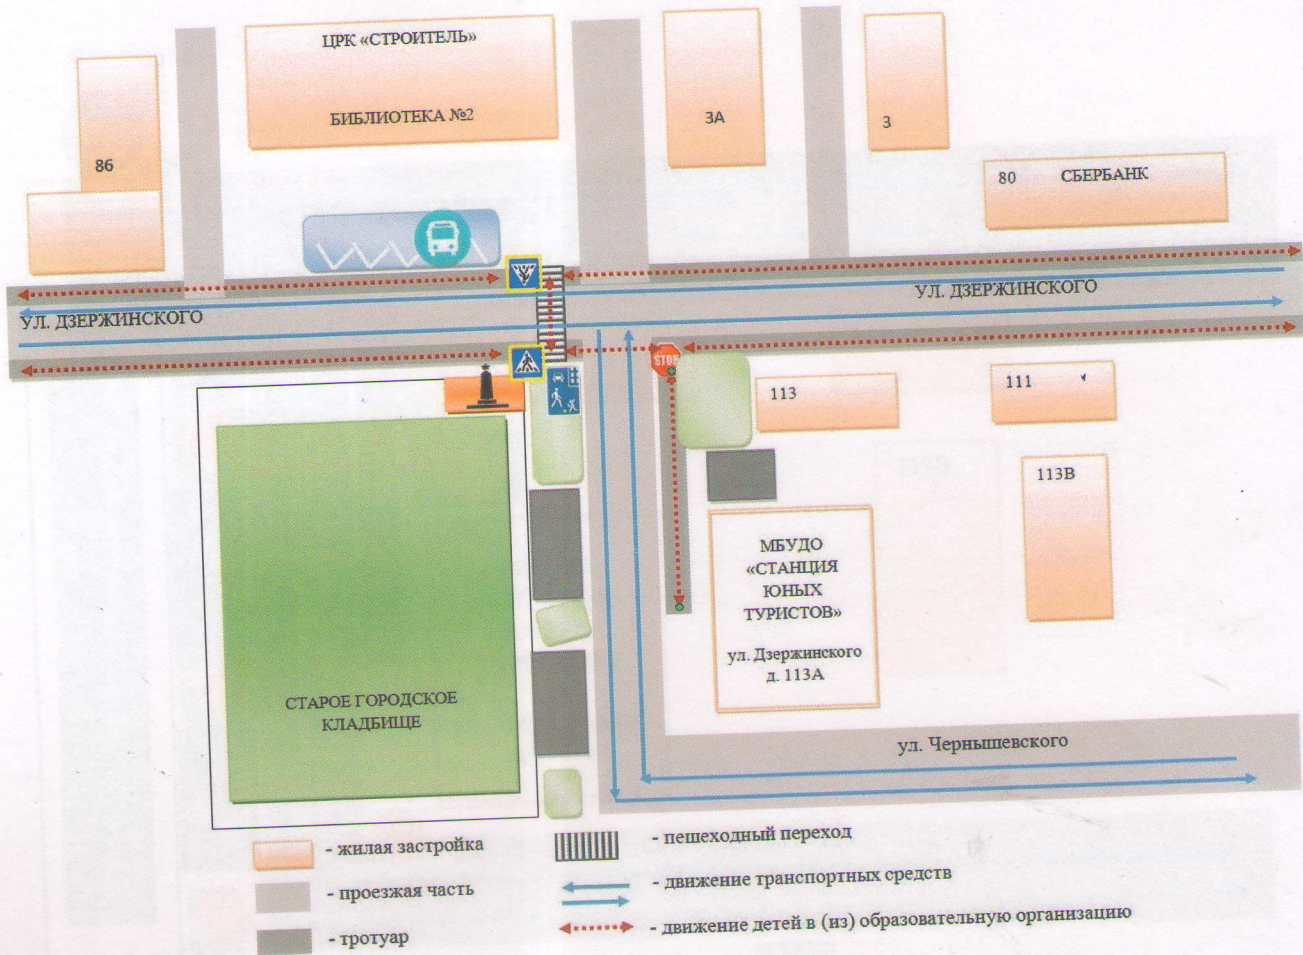 ЦРК «СТРОИТЕЛЬ»
БИБЛИОТЕКА №2
86
3А
3
80 СБЕРБАНК
УЛ. ДЗЕРЖИНСКОГО
УЛ. ДЗЕРЖИНСКОГО
STOP
113
111
113В
МБУДО
«СТАНЦИЯ
ЮНЫХ
ТУРИСТОВ»
ул. Дзержинского
д. 113А
СТАРОЕ ГОРОДСКОЕ
КЛАДБИЩЕ
ул. Чернышевского
- жилая застройка
- проезжая часть
- тротуар
- пешеходный переход
- движение транспортных средств
- движение детей в (из) образовательную организацию